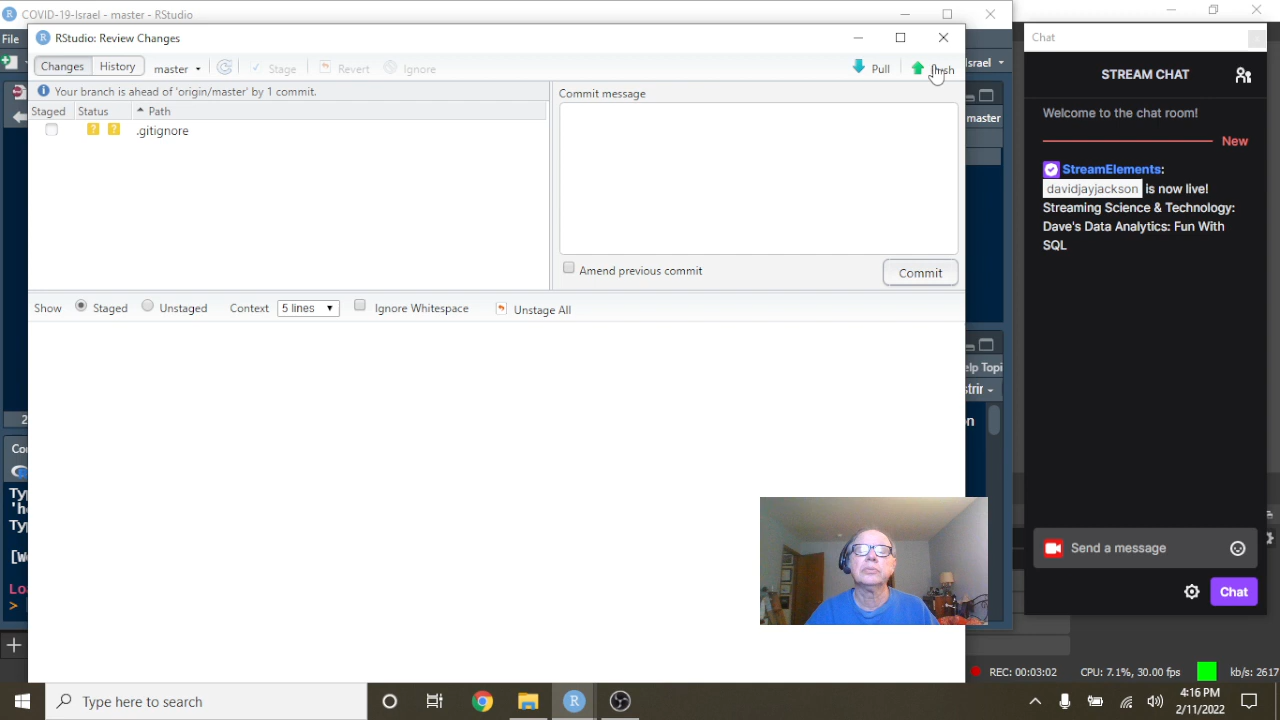 COVID-19-Israel - master - RStudio
File
RStudio: Review Changes
Changes
History
master
Stage
Revert
Ignore
Pull
Your branch is ahead of 'origin/master' by 1 commit.
Staged
Status
Path
.gitignore
Commit message
Amend previous commit
Commit
Show
Staged
Unstaged
Context
5 lines
Ignore Whitespace
Unstage All
master
Chat
STREAM CHAT
Welcome to the chat room!
New
StreamElements:
davidjayjackson is now live!
Streaming Science & Technology:
Dave's Data Analytics: Fun With
SQL
Send a message
Chat
REC: 00:03:02
CPU: 7.1%, 30.00 fps
kb/s: 2617
Type here to search
4:16 PM
2/11/2022